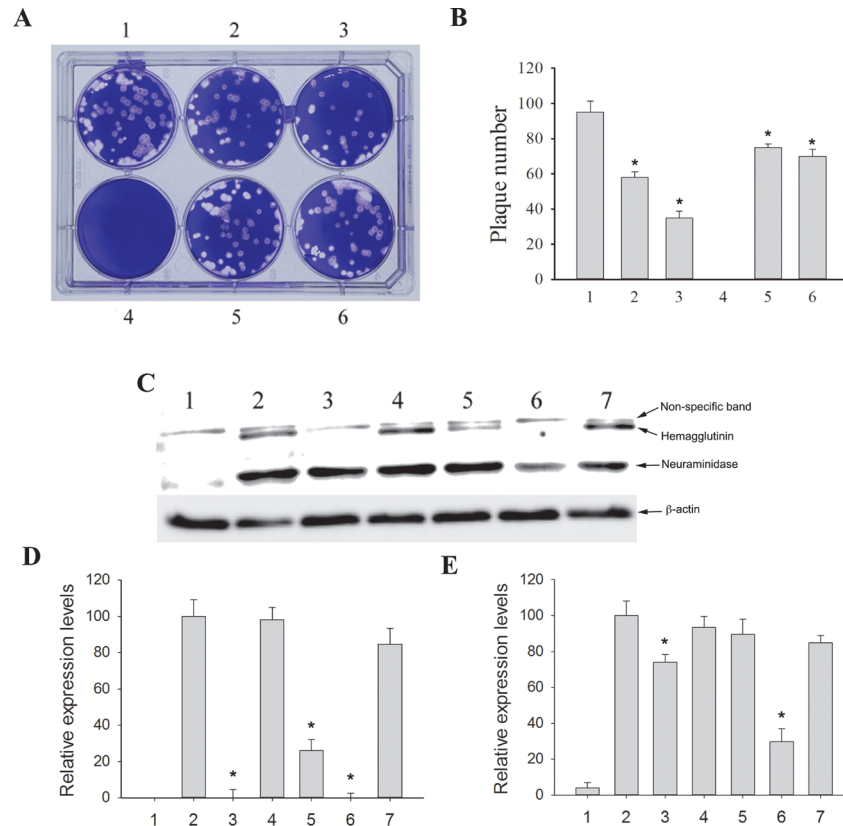 A
1 2 3
4 5 6
B
Plaque number
120
100
80
60
40
20
0
* * * *
1 2 3 4 5 6
C
1 2 3 4 5 6 7
Non-specific band
Hemagglutinin
Neuraminidase
β-actin
D
Relative expression levels
120
100
80
60
40
20
0
* * *
1 2 3 4 5 6 7
E
Relative expression levels
120
100
80
60
40
20
0
* *
1 2 3 4 5 6 7